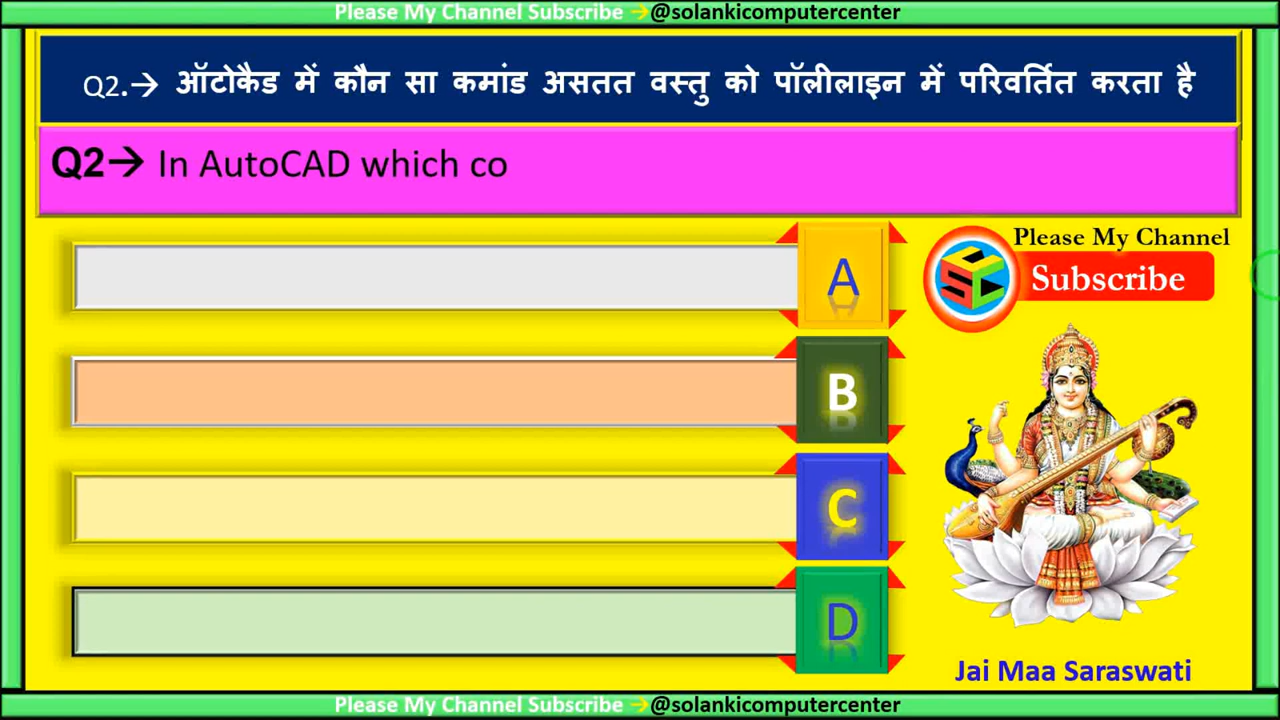 Please My Channel Subscribe →@solankicomputercenter
Q2.→ ऑटोकैड में कौन सा कमांड असतत वस्तु को पॉलीलाइन में परिवर्तित करता है
Q2→ In AutoCAD which co
A
Please My Channel
SCC
Subscribe
B
C
D
Jai Maa Saraswati
Please My Channel Subscribe →@solankicomputercenter